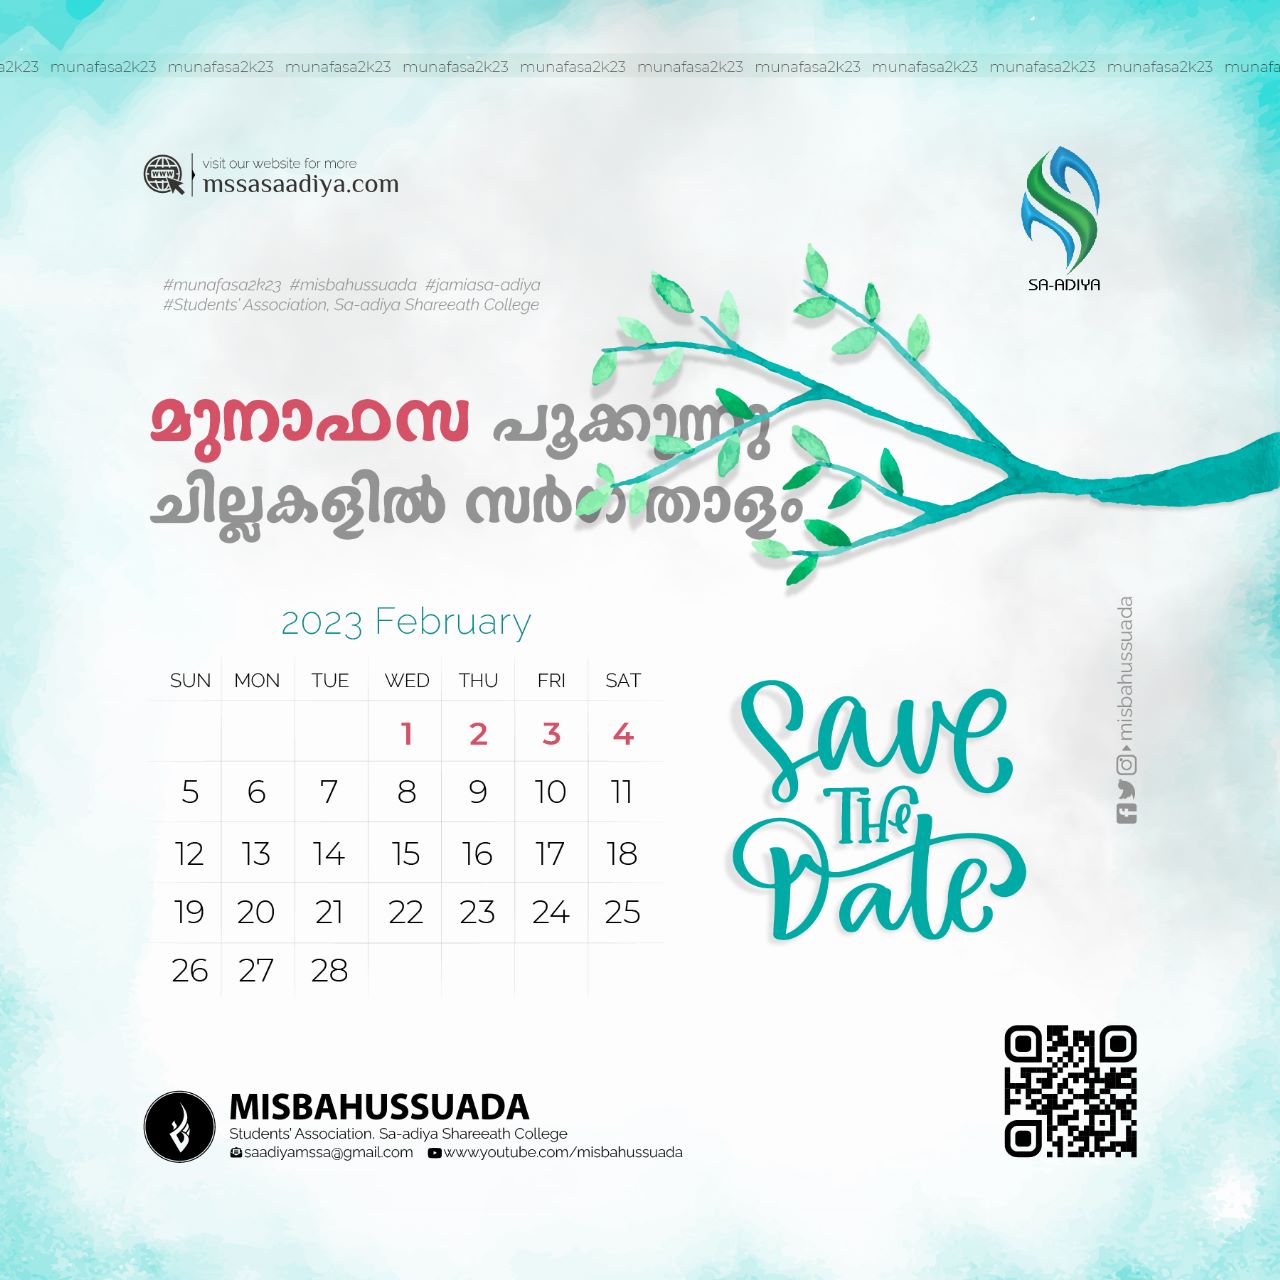 munafasa2k23 munafasa2k23 munafasa2k23 munafasa2k23 munafasa2k23 munafasa2k23 munafasa2k23 munafasa2k23 munafasa2k23 munafasa2k23
visit our website for more
www
mssasaadiya.com
SA-ADIYA
#munafasa2k23 #misbahussuada #jamiasa-adiya
#Students' Association, Sa-adiya Shareeath College
മുനാഫസ പൂക്കുന്നു
ചില്ലകളിൽ സർഗ താളം
2023 February
SUN MON TUE WED THU FRI SAT
1 2 3 4
5 6 7 8 9 10 11
12 13 14 15 16 17 18
19 20 21 22 23 24 25
26 27 28
Save
The
Date
misbahussuada
MISBAHUSSUADA
Students' Association. Sa-adiya Shareeath College
saadiyamssa@gmail.com www.youtube.com/misbahussuada